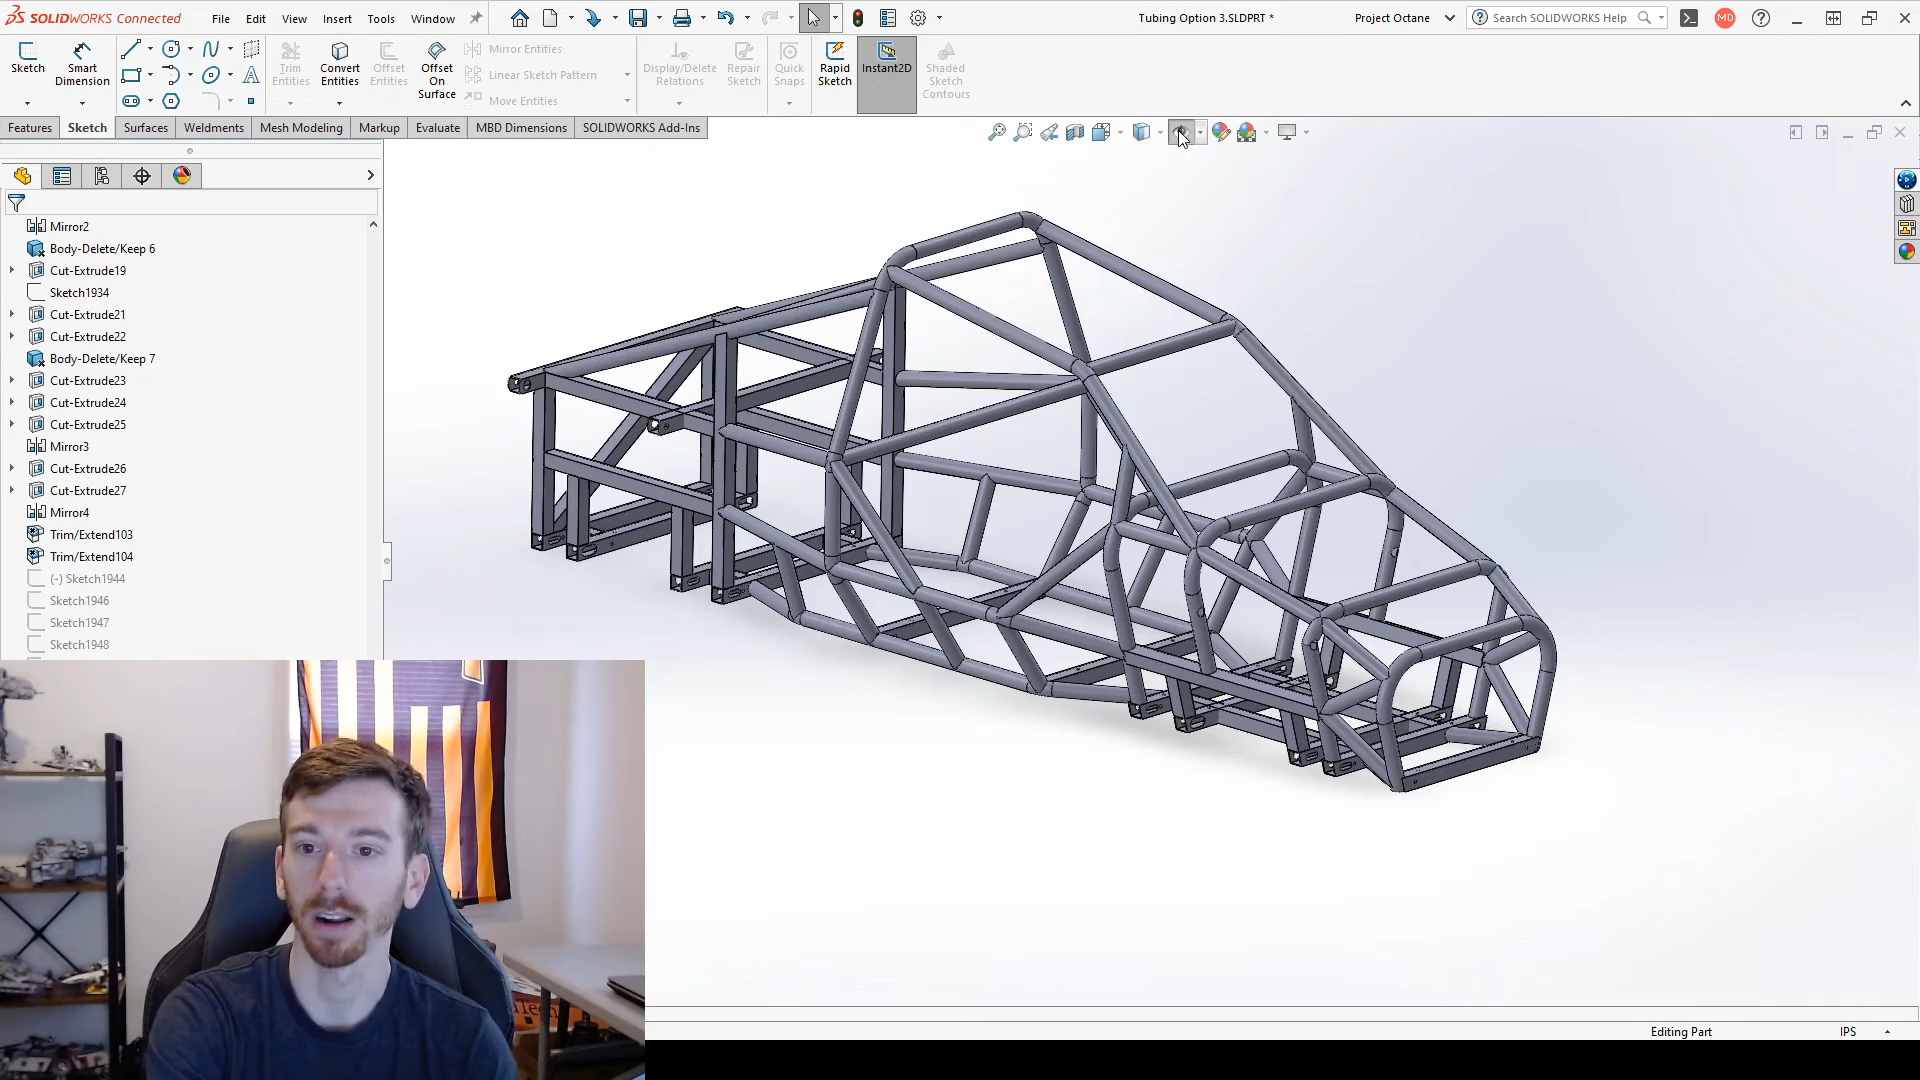 SOLIDWORKS Connected File Edit View Insert Tools Window Tubing Option 3.SLDPRT * Project Octane Search SOLIDWORKS Help MD
Sketch Smart Dimension Trim Entities Convert Entities Offset Entities Offset On Surface Mirror Entities Linear Sketch Pattern Move Entities Display/Delete Relations Repair Sketch Quick Snaps Rapid Sketch Instant2D Shaded Sketch Contours
Features Sketch Surfaces Weldments Mesh Modeling Markup Evaluate MBD Dimensions SOLIDWORKS Add-Ins
Mirror2
Body-Delete/Keep 6
Cut-Extrude19
Sketch1934
Cut-Extrude21
Cut-Extrude22
Body-Delete/Keep 7
Cut-Extrude23
Cut-Extrude24
Cut-Extrude25
Mirror3
Cut-Extrude26
Cut-Extrude27
Mirror4
Trim/Extend103
Trim/Extend104
(-) Sketch1944
Sketch1946
Sketch1947
Sketch1948
Editing Part IPS